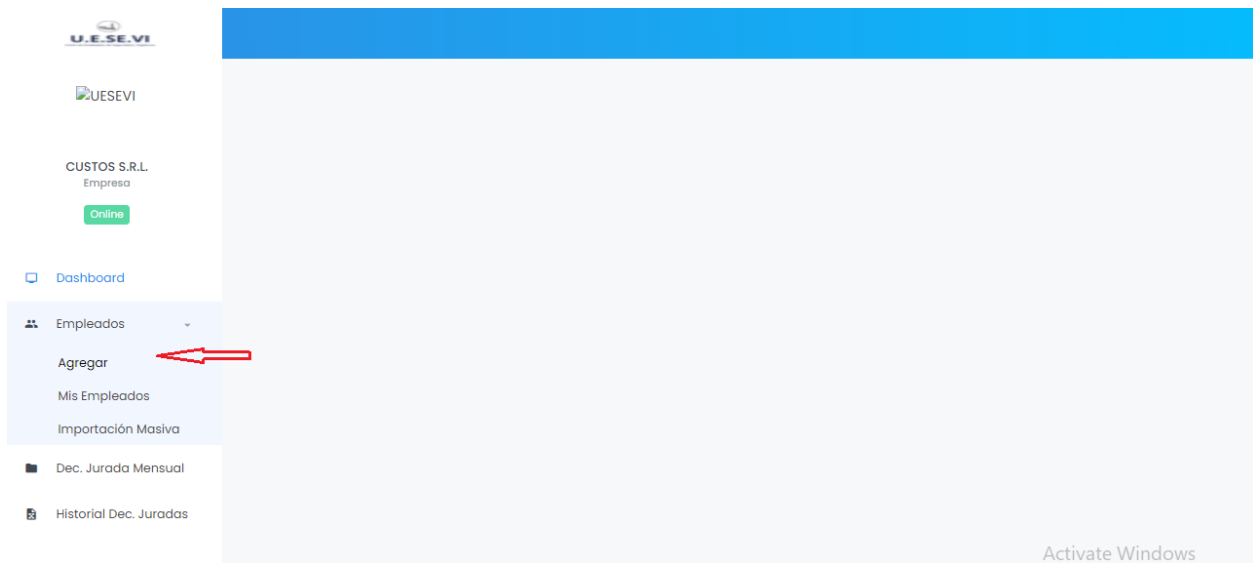 U.E.SE.VI
UESEVI
CUSTOS S.R.L.
Empresa
Online
Dashboard
Empleados
Agregar
Mis Empleados
Importación Masiva
Dec. Jurada Mensual
Historial Dec. Juradas
Activate Windows